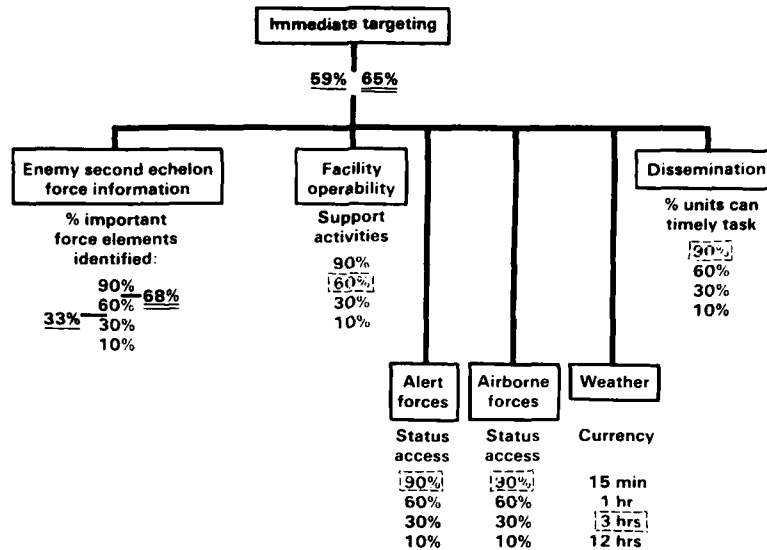 Immediate targeting
59% 65%
Enemy second echelon
force information
% important
force elements
identified:
90%
68%
60%
33%
30%
10%
Facility
operability
Support
activities
90%
60%
30%
10%
Dissemination
% units can
timely task
90%
60%
30%
10%
Alert
forces
Status
access
90%
60%
30%
10%
Airborne
forces
Status
access
90%
60%
30%
10%
Weather
Currency
15 min
1 hr
3 hrs
12 hrs